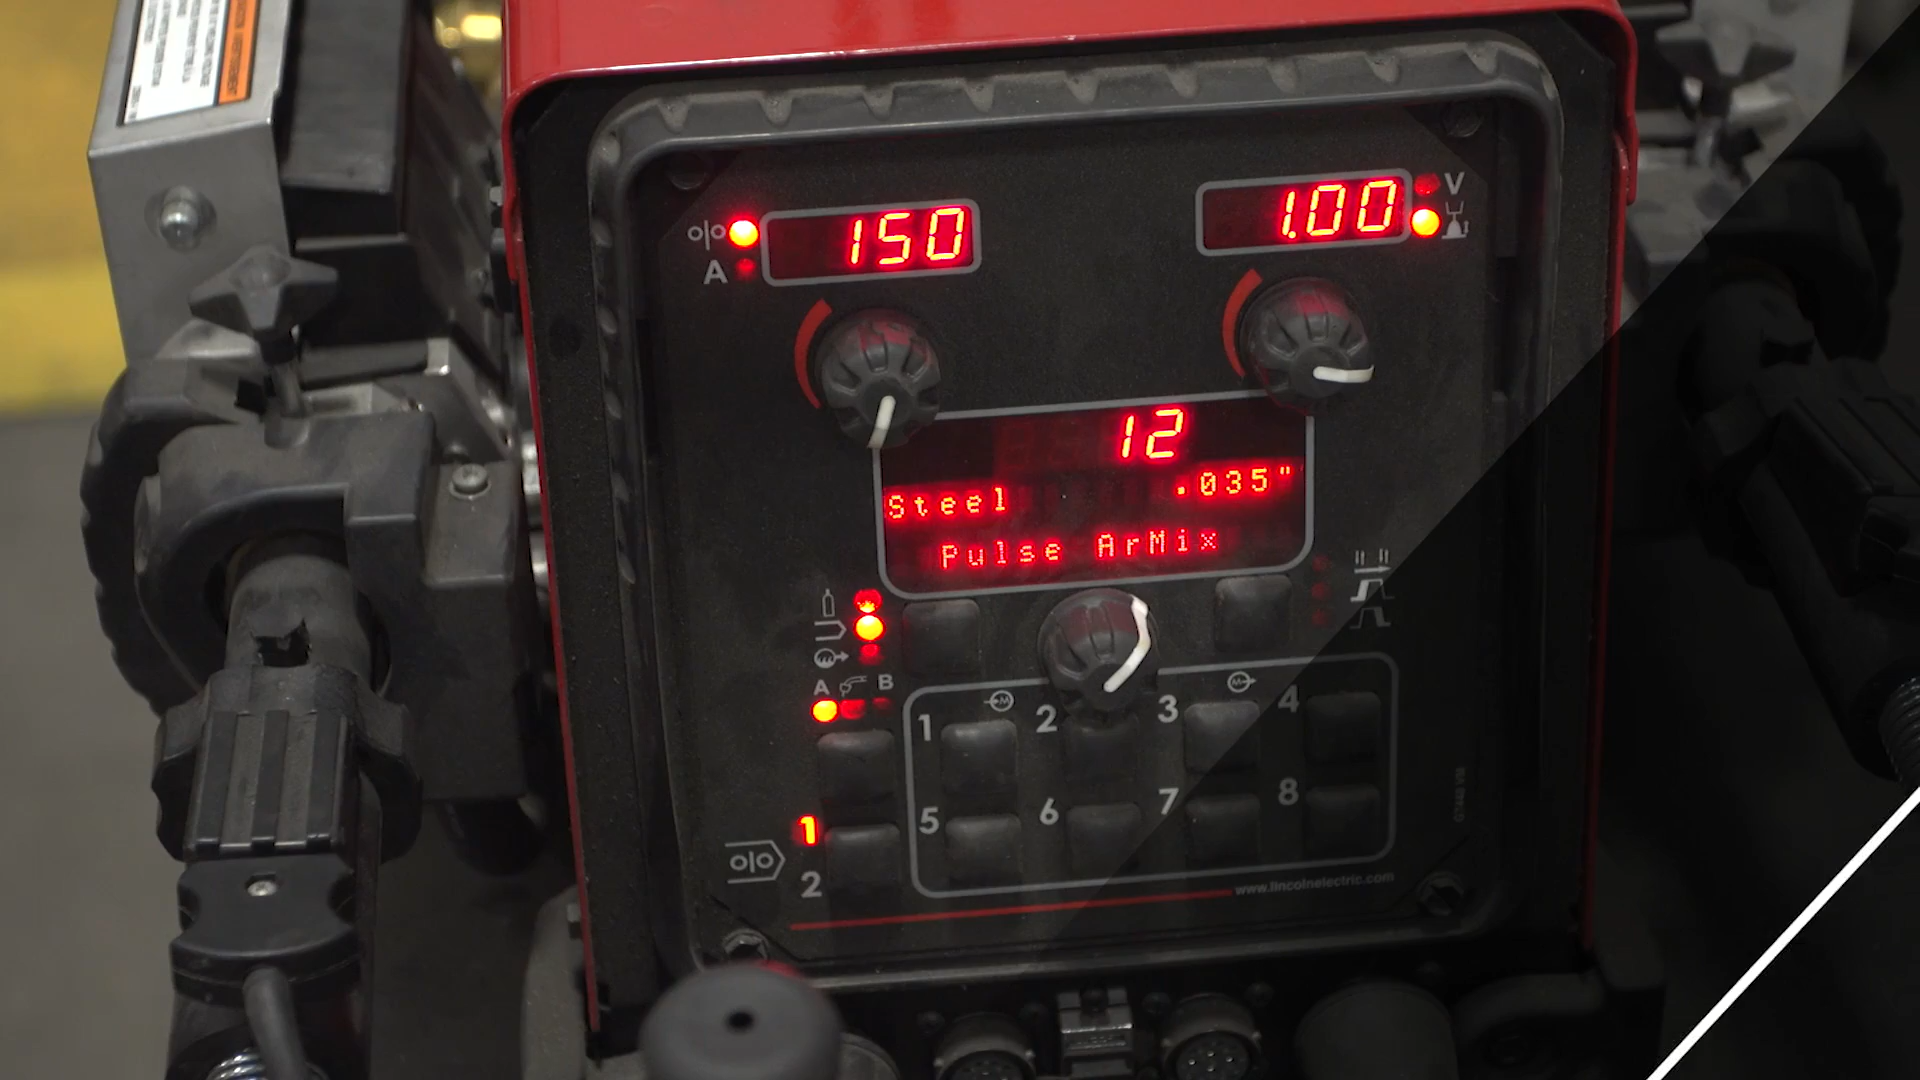 150
1.00
V
A
12
Steel .035"
Pulse ArMix
A B
1 2 3 4
5 6 7 8
1
2
www.lincolnelectric.com